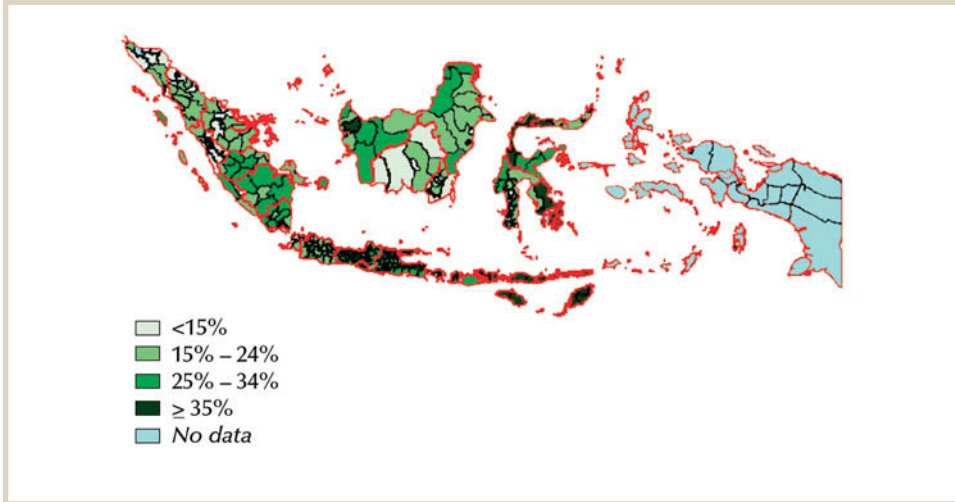 <15%
15% – 24%
25% – 34%
≥ 35%
No data